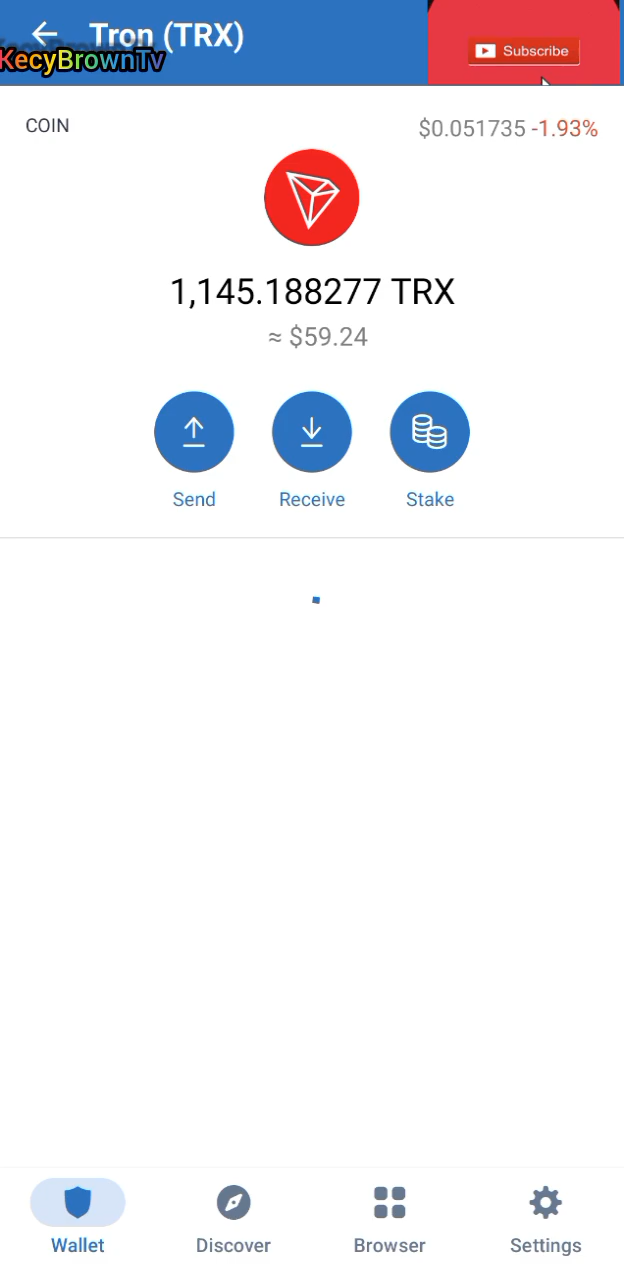 Tron (TRX)
KecyBrownTv
Subscribe
COIN
$0.051735 -1.93%
1,145.188277 TRX
≈ $59.24
Send
Receive
Stake
Wallet
Discover
Browser
Settings